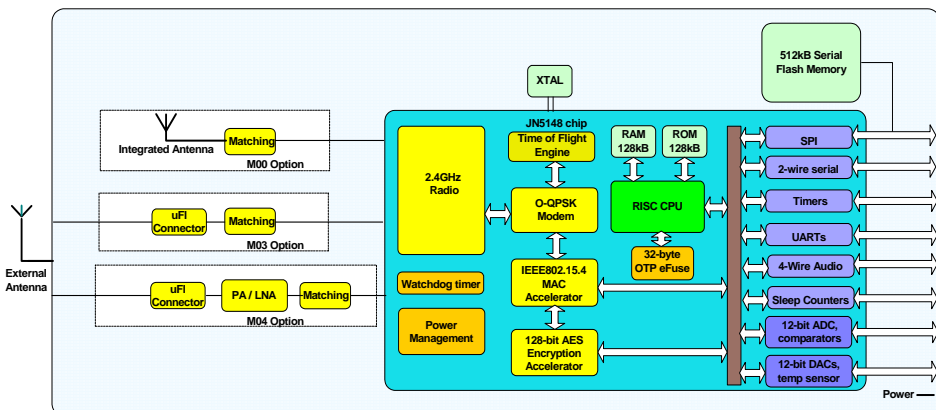 512kB Serial
Flash Memory
XTAL
JN5148 chip
Integrated Antenna
Matching
M00 Option
2.4GHz
Radio
Time of Flight
Engine
RAM
128kB
ROM
128kB
SPI
2-wire serial
O-QPSK
Modem
RISC CPU
Timers
uFl
Connector
Matching
M03 Option
UARTs
External
Antenna
32-byte
OTP eFuse
4-Wire Audio
IEEE802.15.4
MAC
Accelerator
Watchdog timer
Sleep Counters
uFl
Connector
PA / LNA
Matching
M04 Option
Power
Management
128-bit AES
Encryption
Accelerator
12-bit ADC,
comparators
12-bit DACs,
temp sensor
Power